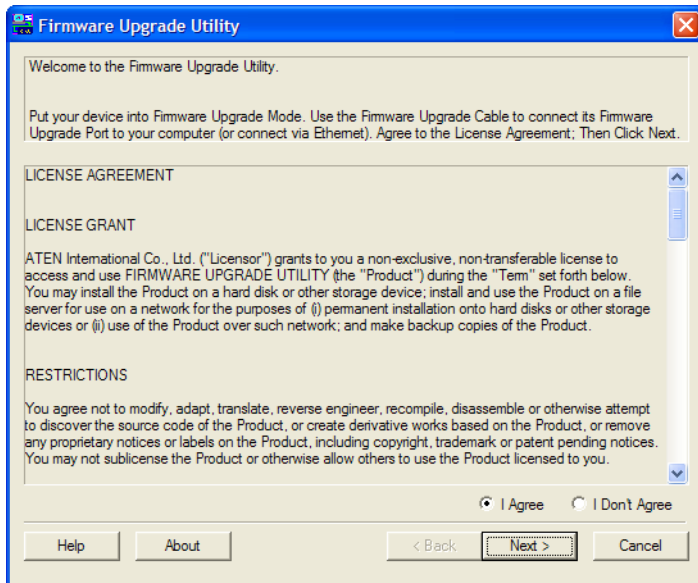 Firmware Upgrade Utility
Welcome to the Firmware Upgrade Utility.
Put your device into Firmware Upgrade Mode. Use the Firmware Upgrade Cable to connect its Firmware
Upgrade Port to your computer (or connect via Ethernet). Agree to the License Agreement; Then Click Next.
LICENSE AGREEMENT
LICENSE GRANT
ATEN International Co., Ltd. ("Licensor") grants to you a non-exclusive, non-transferable license to
access and use FIRMWARE UPGRADE UTILITY (the "Product") during the "Term" set forth below.
You may install the Product on a hard disk or other storage device; install and use the Product on a file
server for use on a network for the purposes of (i) permanent installation onto hard disks or other storage
devices or (ii) use of the Product over such network; and make backup copies of the Product.
RESTRICTIONS
You agree not to modify, adapt, translate, reverse engineer, recompile, disassemble or otherwise attempt
to discover the source code of the Product, or create derivative works based on the Product, or remove
any proprietary notices or labels on the Product, including copyright, trademark or patent pending notices.
You may not sublicense the Product or otherwise allow others to use the Product licensed to you.
I Agree I Don't Agree
Help About < Back Next > Cancel